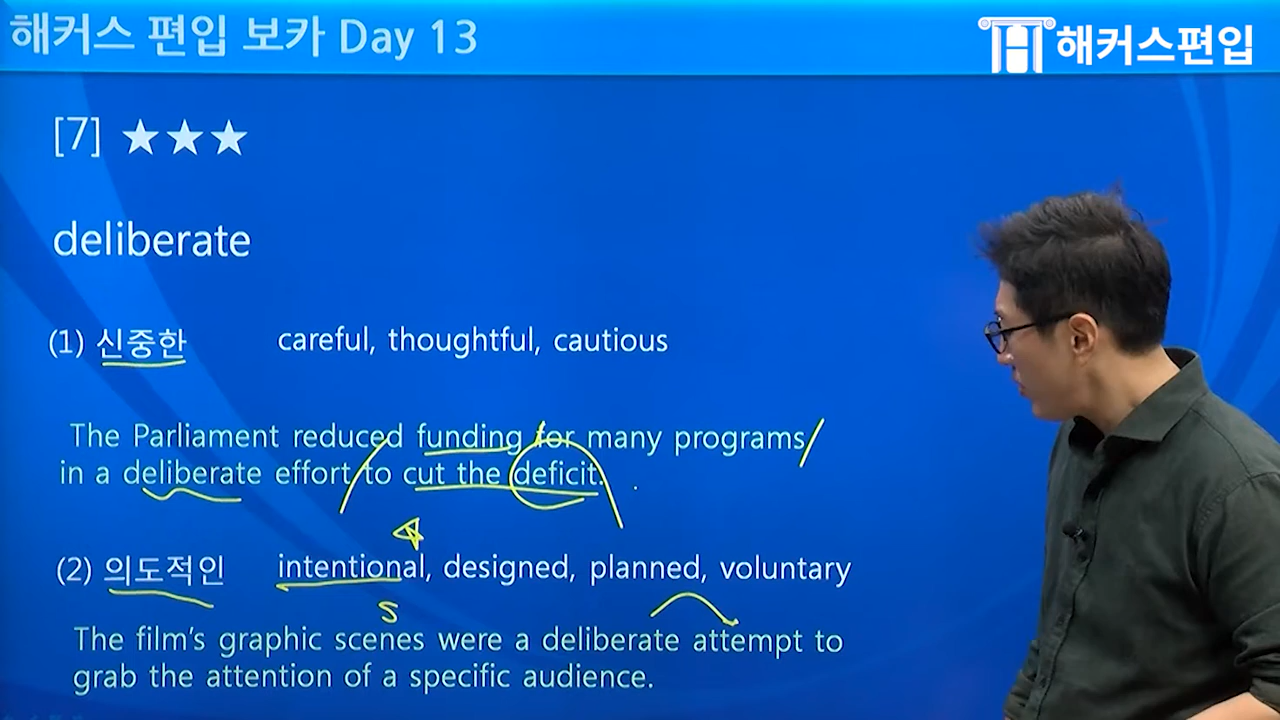 해커스 편입 보카 Day 13
해커스편입
[7] ★★★
deliberate
(1) 신중한 careful, thoughtful, cautious
The Parliament reduced funding for many programs
in a deliberate effort to cut the deficit.
(2) 의도적인 intentional, designed, planned, voluntary
s
The film's graphic scenes were a deliberate attempt to
grab the attention of a specific audience.